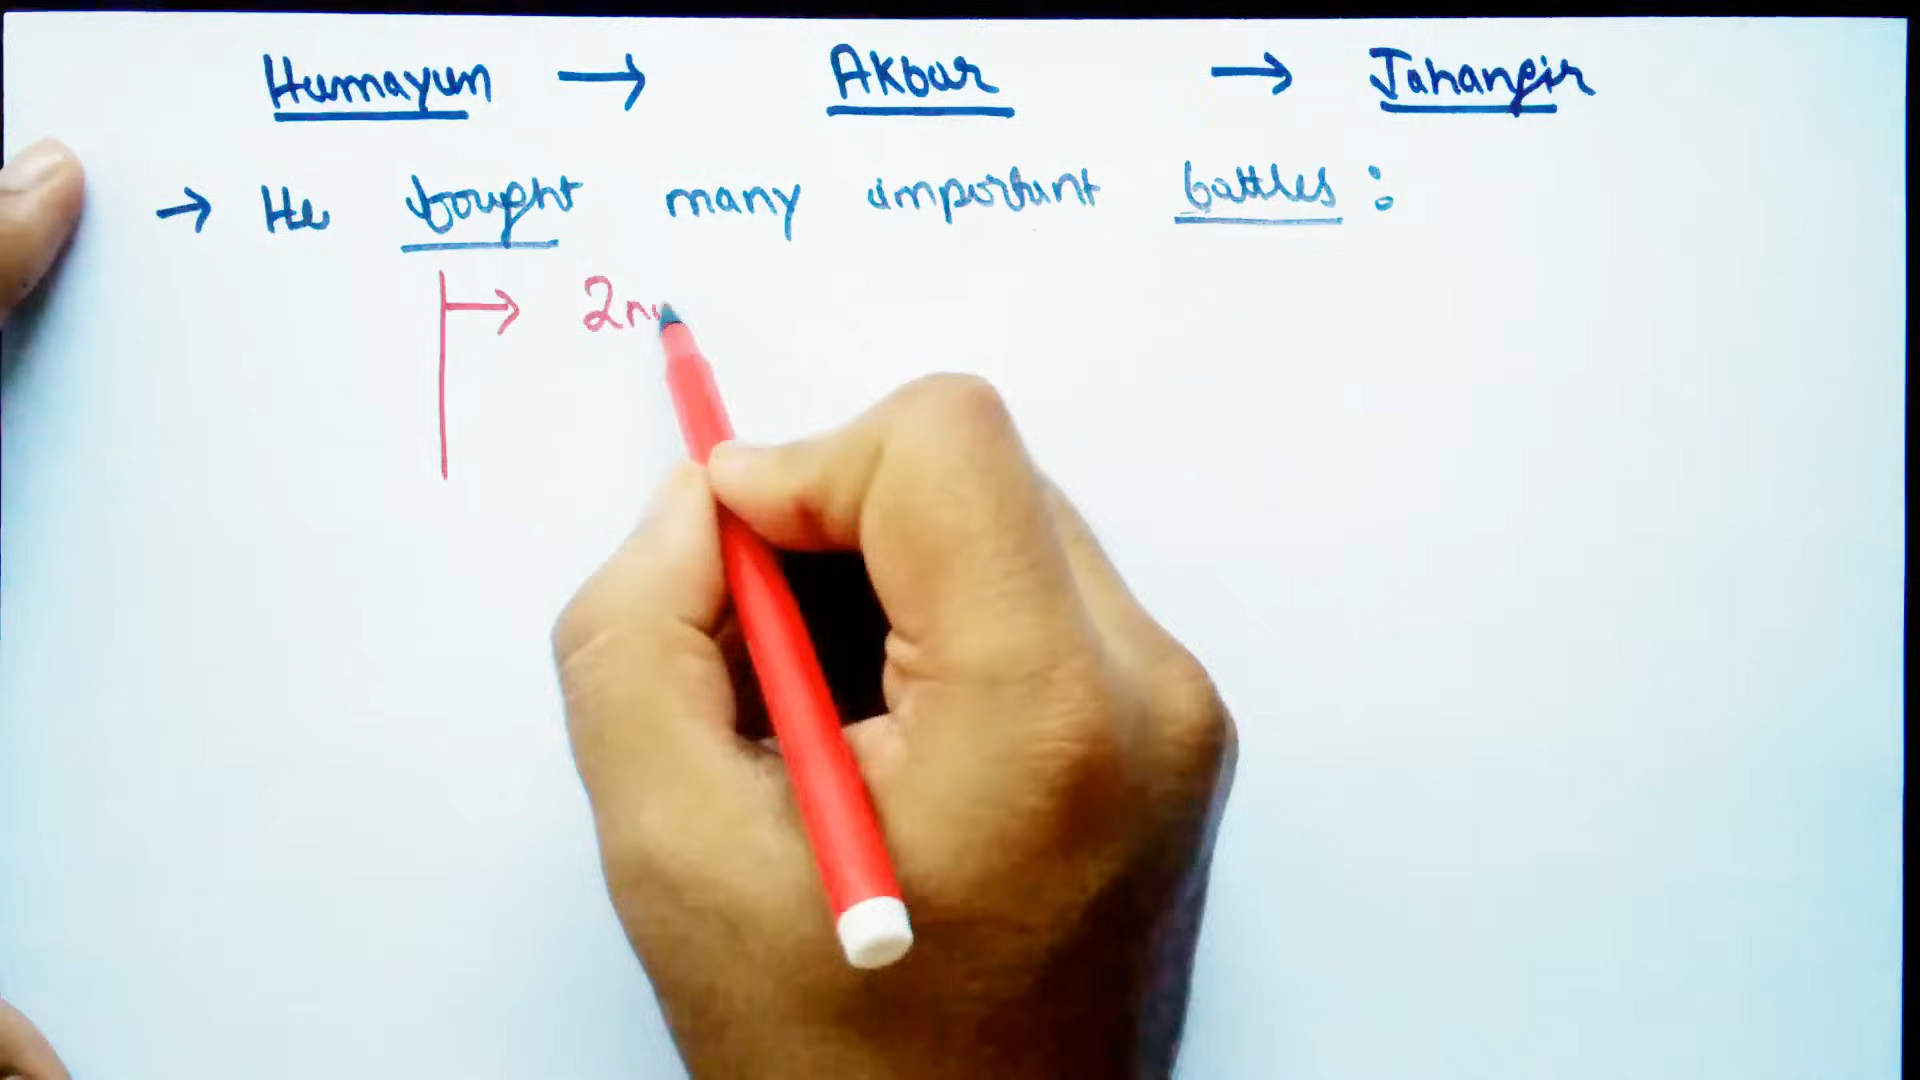 Humayun → Akbar → Jahangir
→ He fought many important battles :
→ 2n